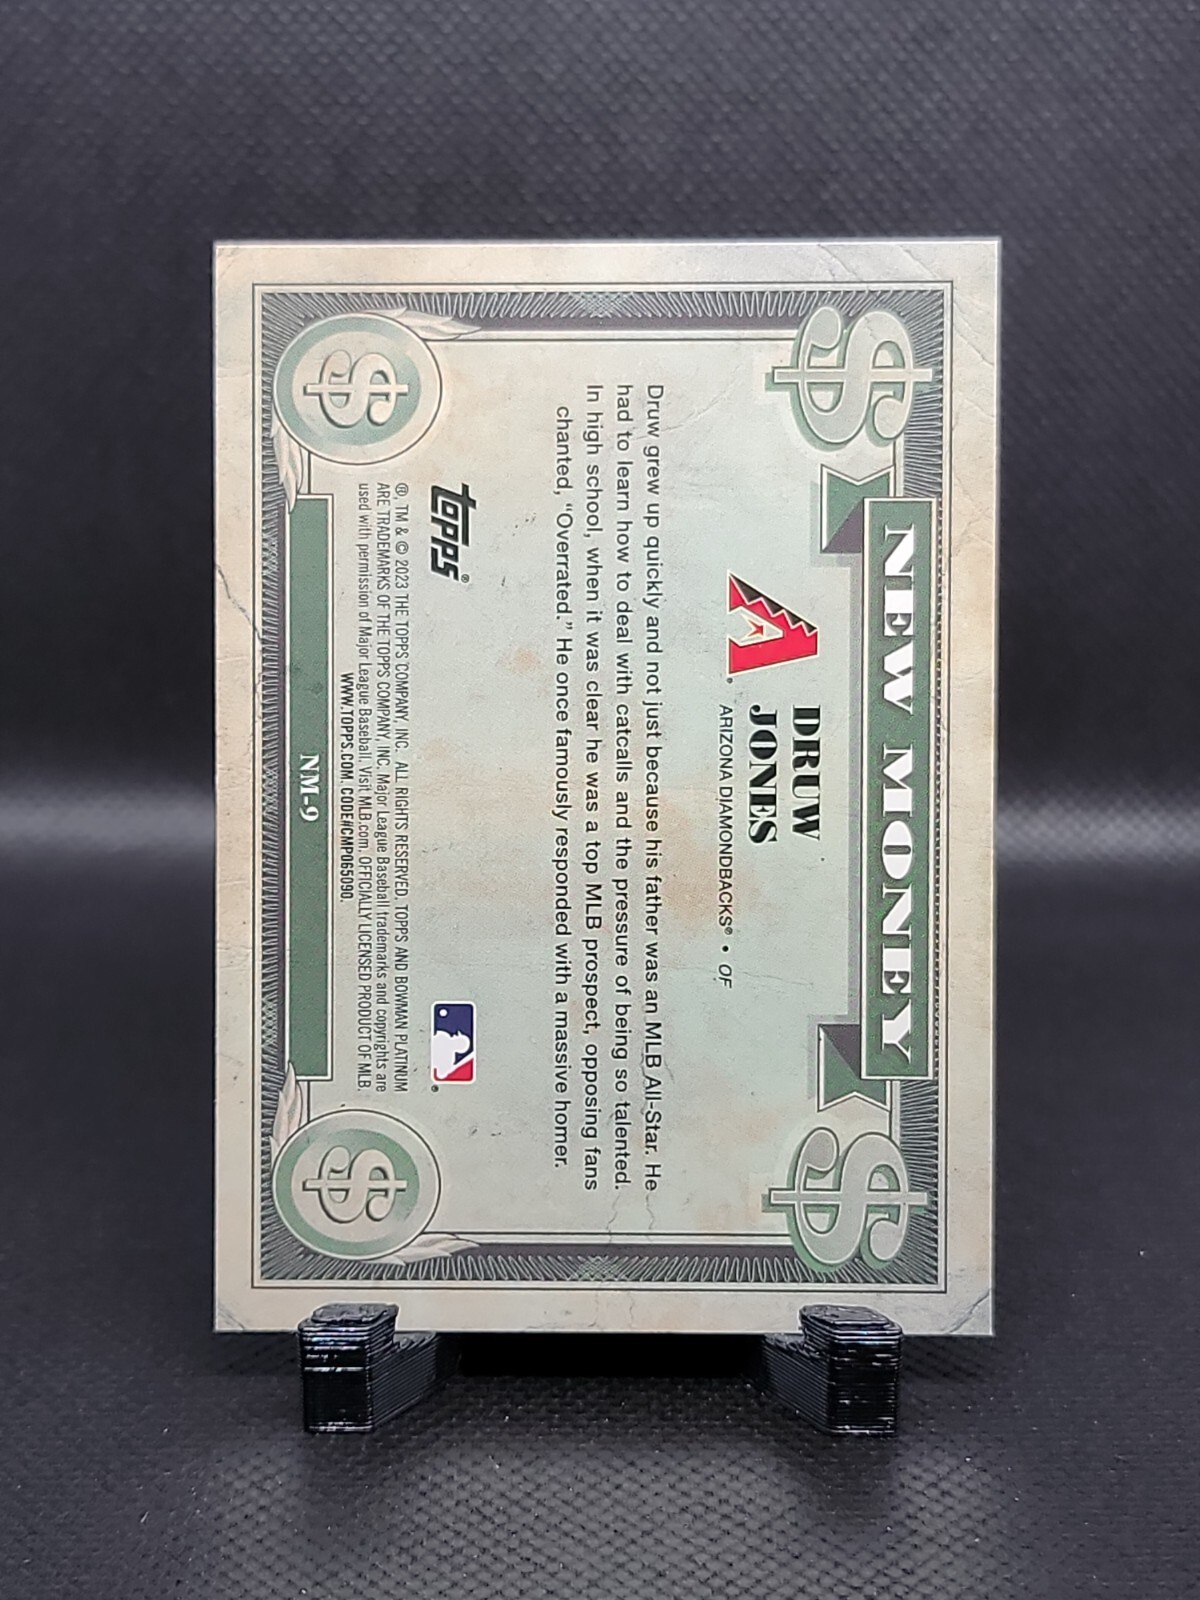 NEW MONEY
DRUW
JONES
ARIZONA DIAMONDBACKS® • OF
Druw grew up quickly and not just because his father was an MLB All-Star. He
had to learn how to deal with catcalls and the pressure of being so talented.
In high school, when it was clear he was a top MLB prospect, opposing fans
chanted, “Overrated.” He once famously responded with a massive homer.
topps®
®, TM & © 2023 THE TOPPS COMPANY, INC. ALL RIGHTS RESERVED. TOPPS AND BOWMAN PLATINUM
ARE TRADEMARKS OF THE TOPPS COMPANY, INC. Major League Baseball trademarks and copyrights are
used with permission of Major League Baseball. Visit MLB.com. OFFICIALLY LICENSED PRODUCT OF MLB.
WWW.TOPPS.COM. CODE#CMP065090.
NM-9